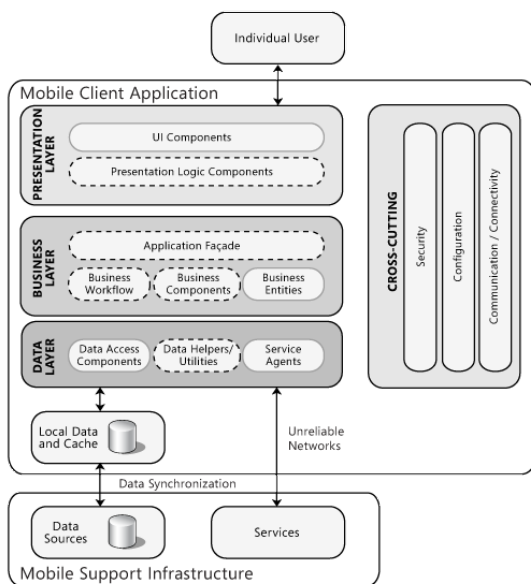 Individual User
Mobile Client Application
PRESENTATION
LAYER
UI Components
Presentation Logic Components
BUSINESS
LAYER
Application Façade
Business
Workflow
Business
Components
Business
Entities
DATA
LAYER
Data Access
Components
Data Helpers/
Utilities
Service
Agents
CROSS-CUTTING
Security
Configuration
Communication / Connectivity
Local Data
and Cache
Unreliable
Networks
Data Synchronization
Data
Sources
Services
Mobile Support Infrastructure